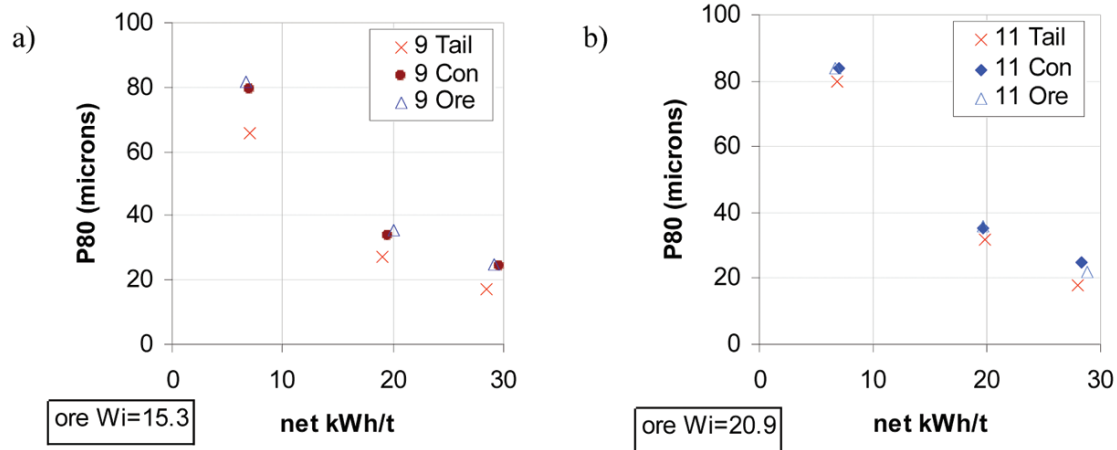 a)
100
80
60
40
20
0
P80 (microns)
9 Tail
9 Con
9 Ore
0 10 20 30
net kWh/t
ore Wi=15.3
b)
100
80
60
40
20
0
P80 (microns)
11 Tail
11 Con
11 Ore
0 10 20 30
net kWh/t
ore Wi=20.9